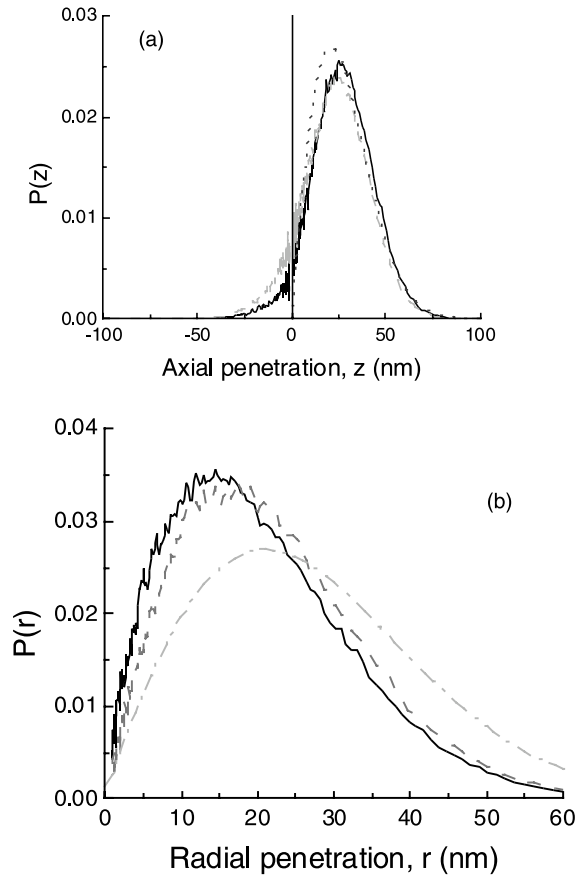 (a)
0.03
0.02
0.01
0.00
P(z)
-100 -50 0 50 100
Axial penetration, z (nm)
(b)
0.04
0.03
0.02
0.01
0.00
P(r)
0 10 20 30 40 50 60
Radial penetration, r (nm)